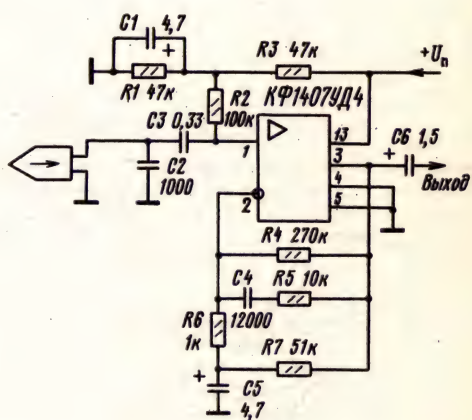 C1 4,7
+
R1 47к
R3 47к
+Uп
R2
100к
КФ1407УД4
C3 0,33
1
13
3
4
5
2
+
C6 1,5
Выход
C2
1000
R4 270к
C4
12000
R5 10к
R6
1к
R7 51к
+
C5
4,7